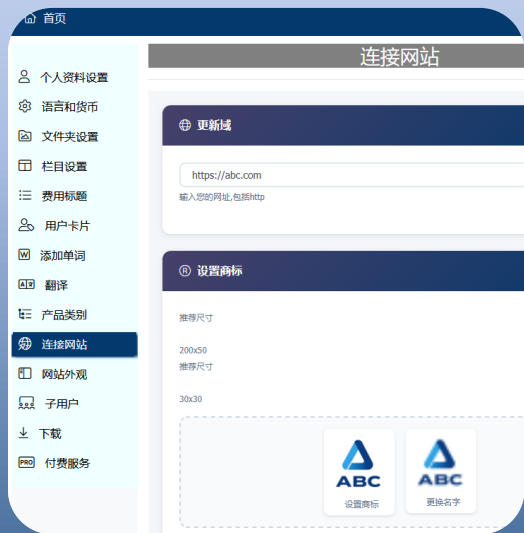 首页
连接网站
个人资料设置
语言和货币
文件夹设置
栏目设置
费用标题
用户卡片
W 添加单词
翻译
产品类别
连接网站
网站外观
子用户
下载
PRO 付费服务
更新域
https://abc.com
输入您的网址,包括http
® 设置商标
推荐尺寸
200x50
推荐尺寸
30x30
ABC
设置商标
ABC
更换名字